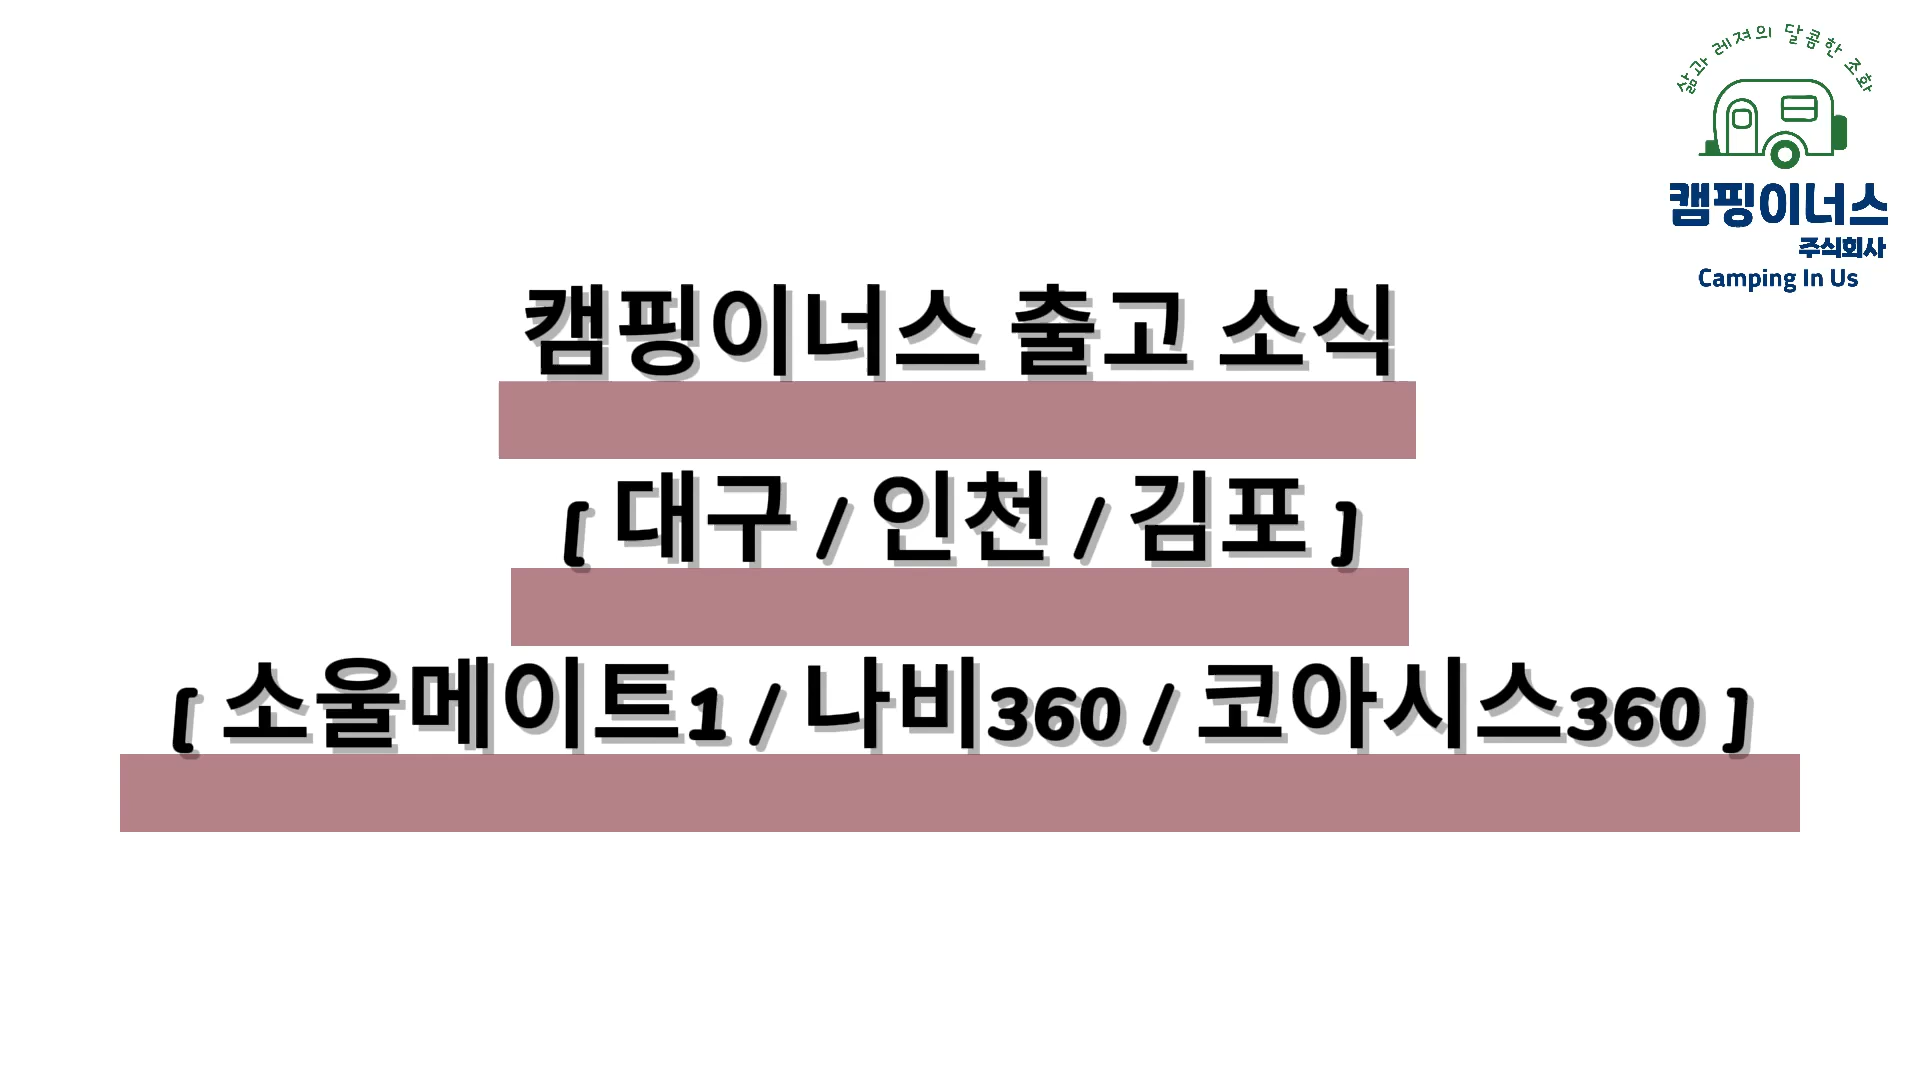 삶과 레져의 달콤한 조화
캠핑이너스
주식회사
Camping In Us
캠핑이너스 출고 소식
[ 대구 / 인천 / 김포 ]
[ 소울메이트1 / 나비360 / 코아시스360 ]